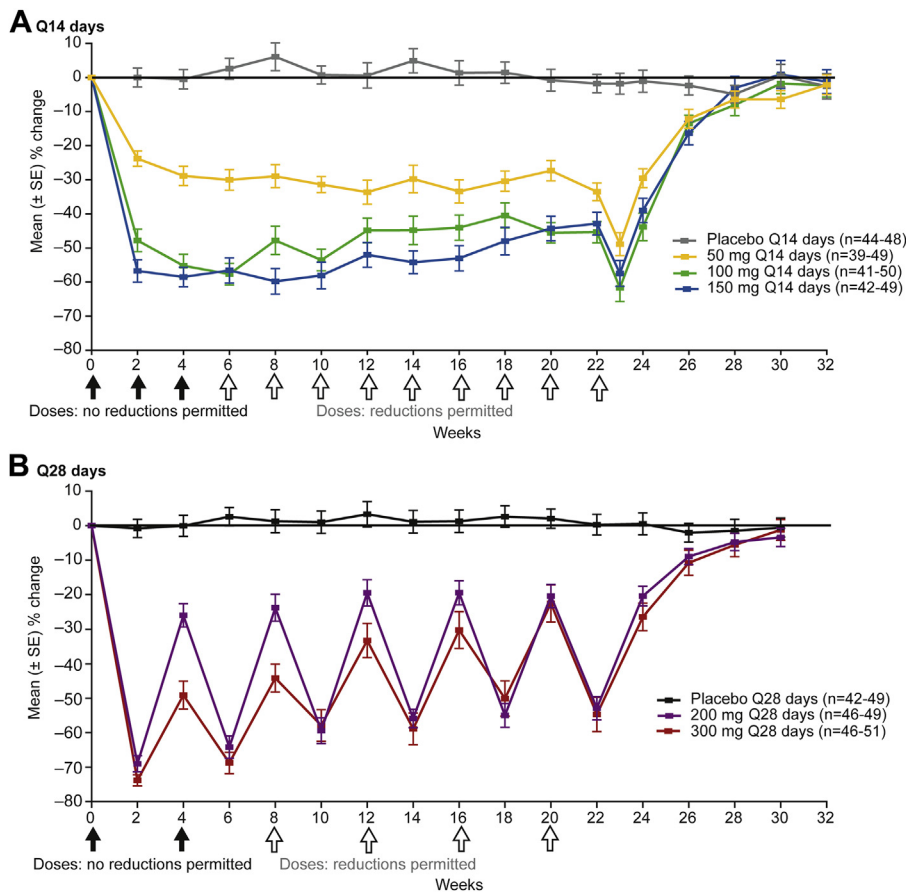 A Q14 days
10
0
−10
−20
−30
−40
−50
−60
−70
−80
Mean (± SE) % change
Placebo Q14 days (n=44-48)
50 mg Q14 days (n=39-49)
100 mg Q14 days (n=41-50)
150 mg Q14 days (n=42-49)
0 2 4 6 8 10 12 14 16 18 20 22 24 26 28 30 32
Doses: no reductions permitted Doses: reductions permitted
Weeks
B Q28 days
10
0
−10
−20
−30
−40
−50
−60
−70
−80
Mean (± SE) % change
Placebo Q28 days (n=42-49)
200 mg Q28 days (n=46-49)
300 mg Q28 days (n=46-51)
0 2 4 6 8 10 12 14 16 18 20 22 24 26 28 30 32
Doses: no reductions permitted Doses: reductions permitted
Weeks